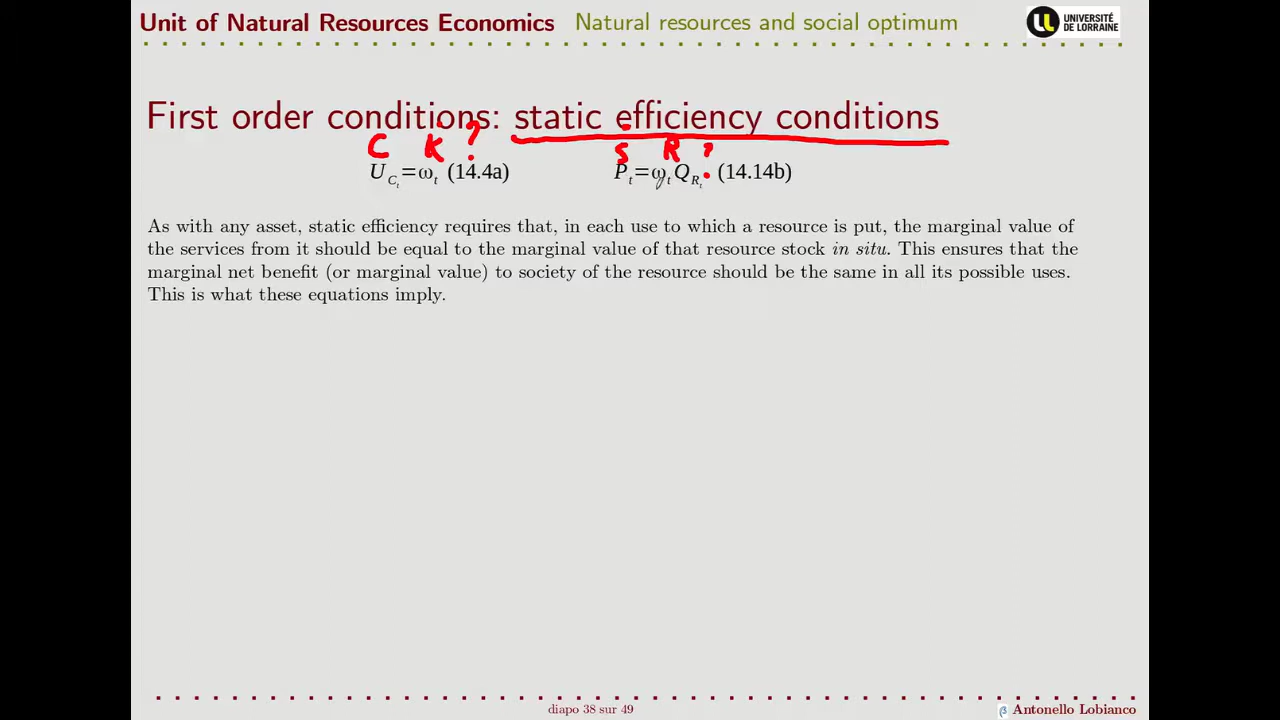 Unit of Natural Resources Economics Natural resources and social optimum
UNIVERSITÉ
DE LORRAINE
First order conditions: static efficiency conditions
C K ? S R ?
U_{C_t}=ω_t (14.4a) P_t=ω_tQ_{R_t} (14.14b)
As with any asset, static efficiency requires that, in each use to which a resource is put, the marginal value of
the services from it should be equal to the marginal value of that resource stock in situ. This ensures that the
marginal net benefit (or marginal value) to society of the resource should be the same in all its possible uses.
This is what these equations imply.
diapo 38 sur 49
Antonello Lobianco